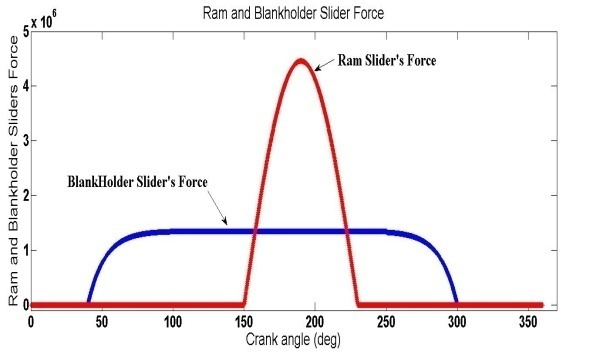 Ram and Blankholder Slider Force
5 x 10^6
Ram Slider's Force
4
3
BlankHolder Slider's Force
2
1
0
Ram and Blankholder Sliders Force
0 50 100 150 200 250 300 350
Crank angle (deg)